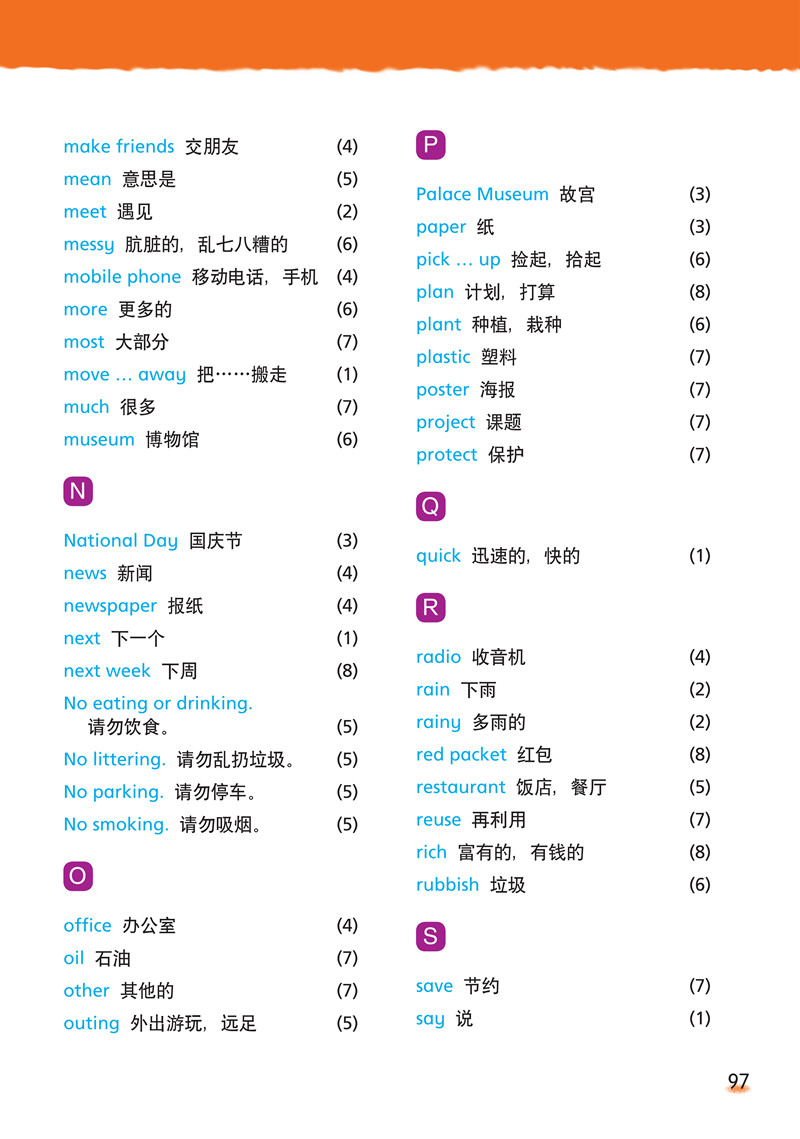 make friends 交朋友 (4)
mean 意思是 (5)
meet 遇见 (2)
messy 肮脏的，乱七八糟的 (6)
mobile phone 移动电话，手机 (4)
more 更多的 (6)
most 大部分 (7)
move … away 把……搬走 (1)
much 很多 (7)
museum 博物馆 (6)
N
National Day 国庆节 (3)
news 新闻 (4)
newspaper 报纸 (4)
next 下一个 (1)
next week 下周 (8)
No eating or drinking.
请勿饮食。 (5)
No littering. 请勿乱扔垃圾。 (5)
No parking. 请勿停车。 (5)
No smoking. 请勿吸烟。 (5)
O
office 办公室 (4)
oil 石油 (7)
other 其他的 (7)
outing 外出游玩，远足 (5)
P
Palace Museum 故宫 (3)
paper 纸 (3)
pick … up 捡起，拾起 (6)
plan 计划，打算 (8)
plant 种植，栽种 (6)
plastic 塑料 (7)
poster 海报 (7)
project 课题 (7)
protect 保护 (7)
Q
quick 迅速的，快的 (1)
R
radio 收音机 (4)
rain 下雨 (2)
rainy 多雨的 (2)
red packet 红包 (8)
restaurant 饭店，餐厅 (5)
reuse 再利用 (7)
rich 富有的，有钱的 (8)
rubbish 垃圾 (6)
S
save 节约 (7)
say 说 (1)
97